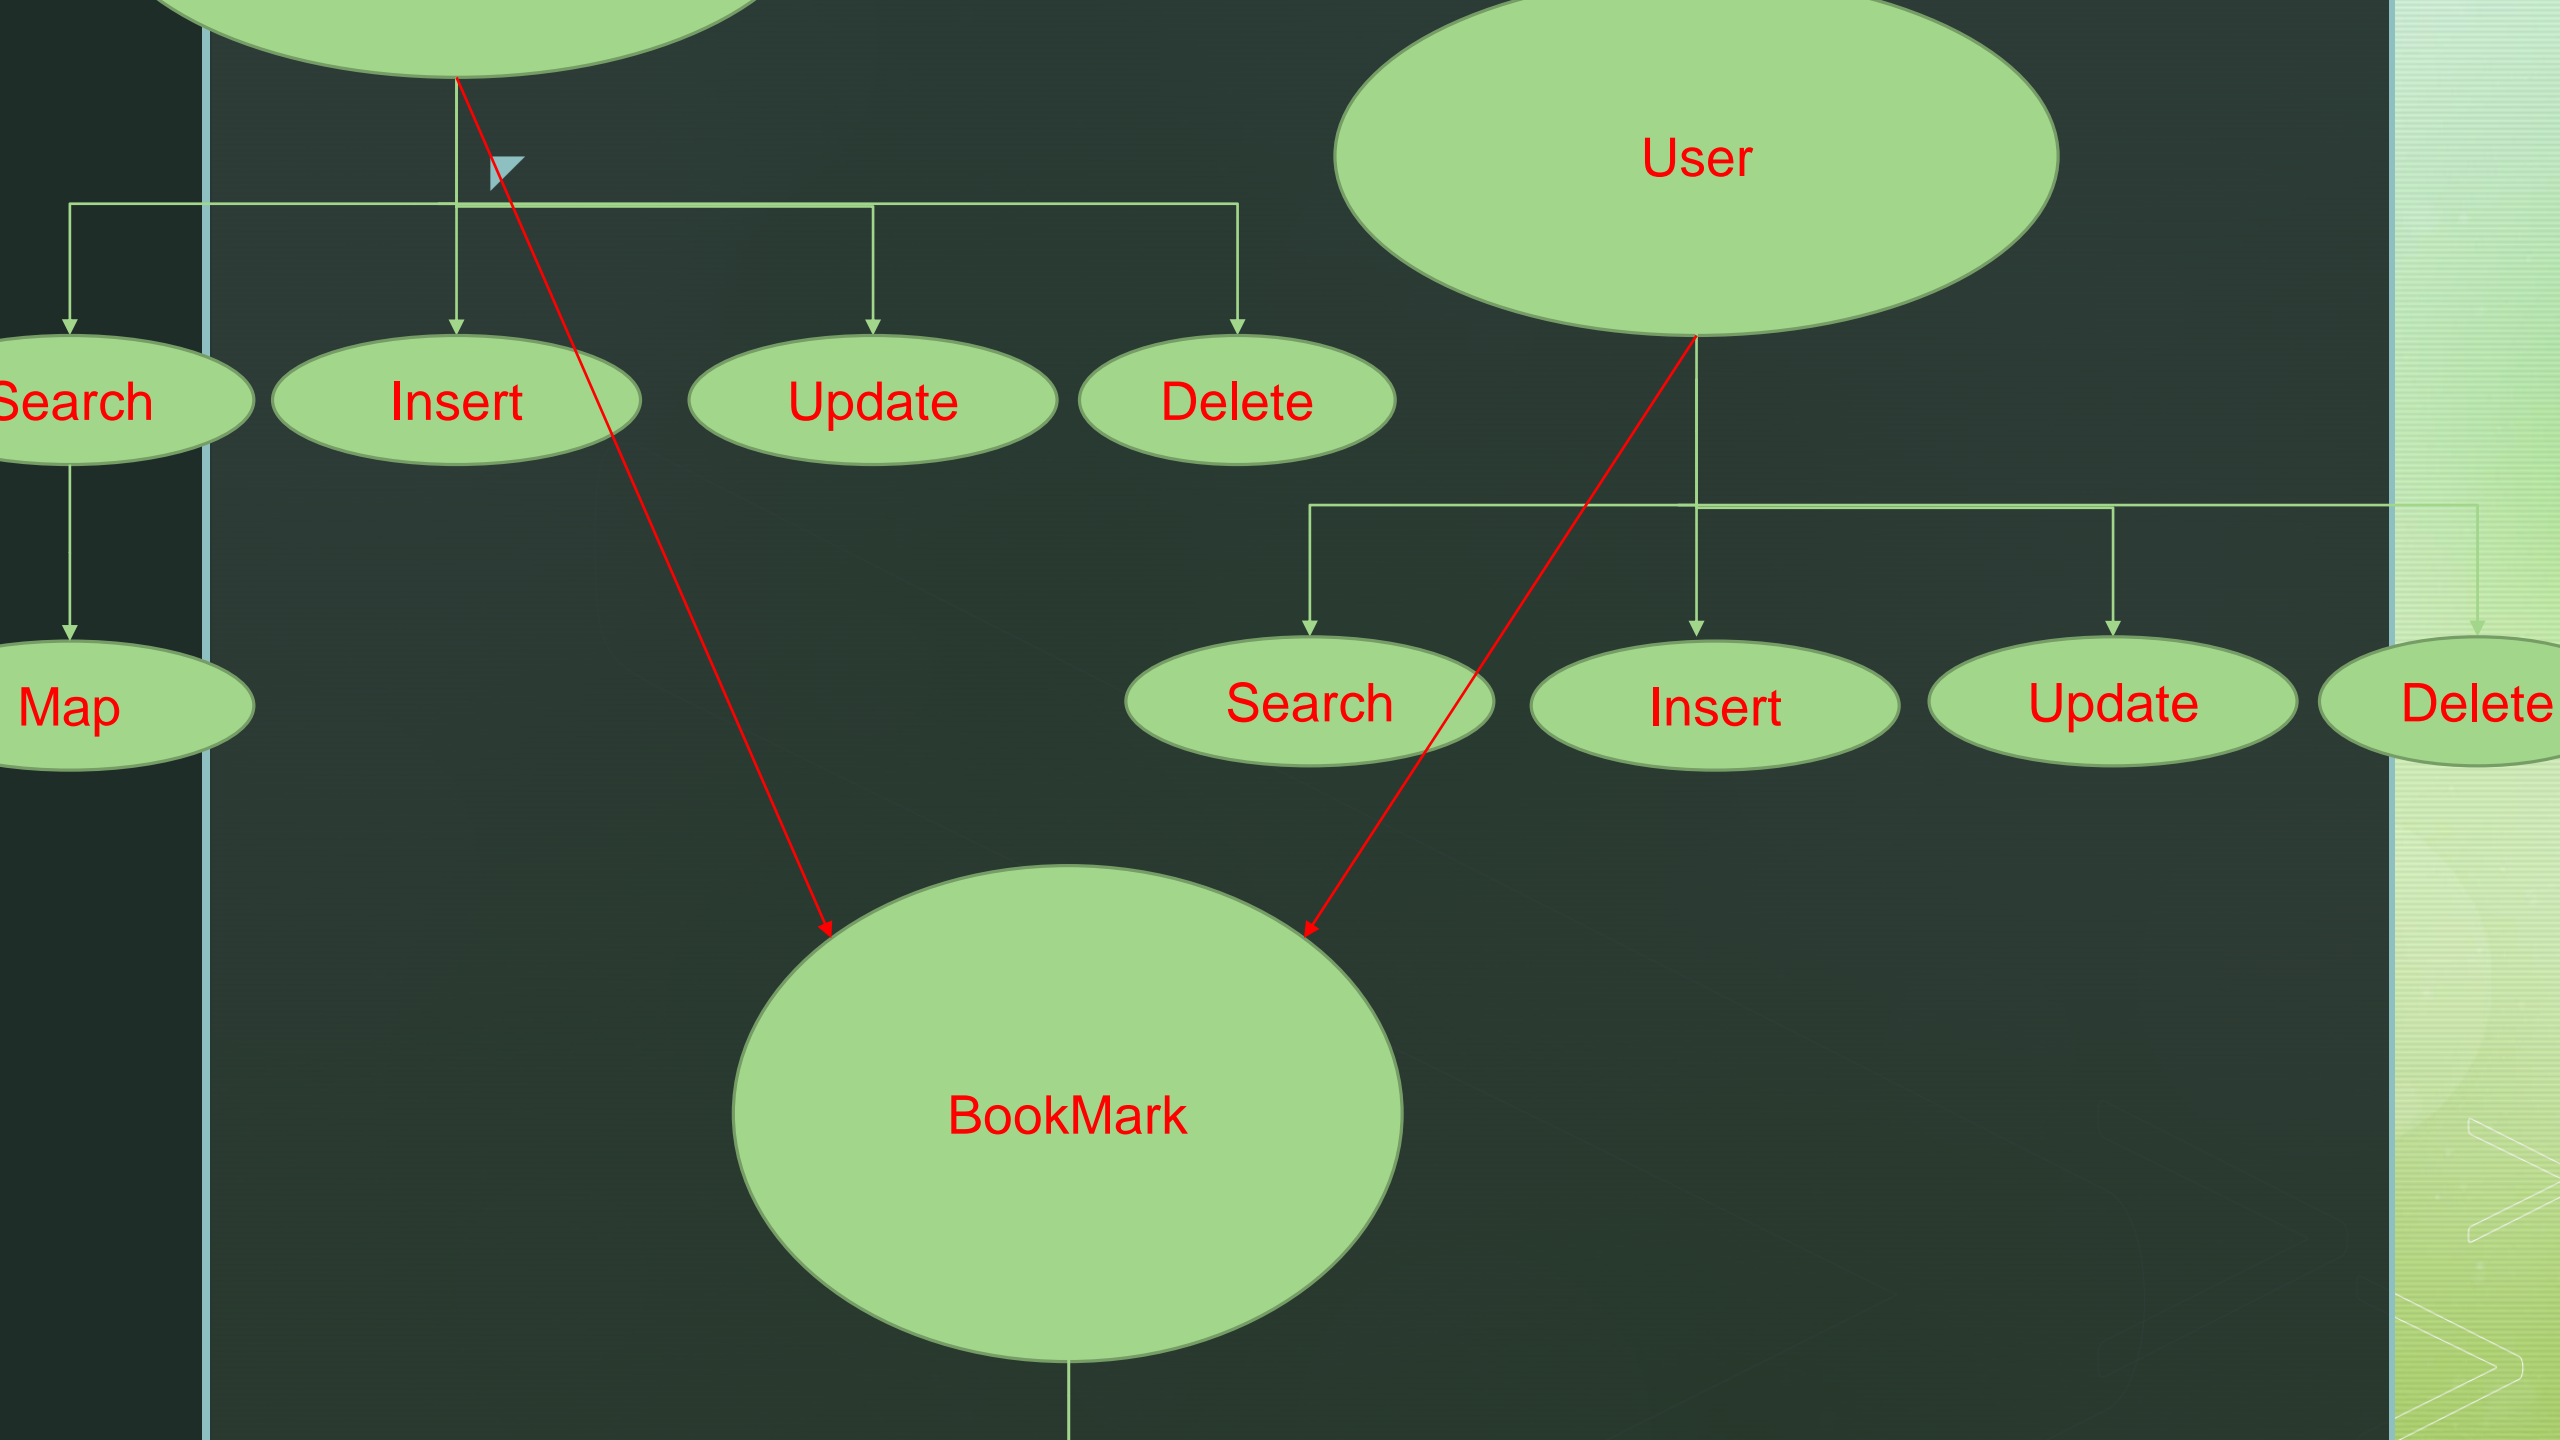 User
Search
Insert
Update
Delete
Map
Search
Insert
Update
Delete
BookMark